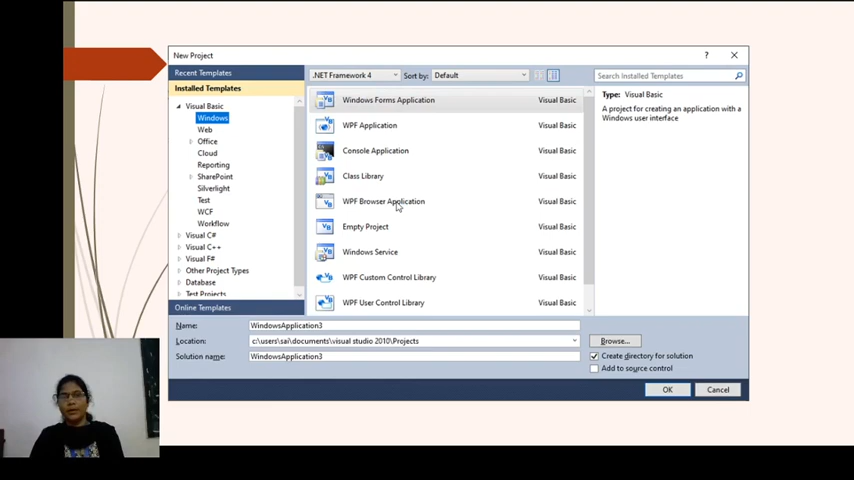 New Project
? ×
Recent Templates
.NET Framework 4
Sort by: Default
Search Installed Templates
Installed Templates
Visual Basic
Windows
Web
Office
Cloud
Reporting
SharePoint
Silverlight
Test
WCF
Workflow
Visual C#
Visual C++
Visual F#
Other Project Types
Database
Test Projects
Online Templates
Windows Forms Application Visual Basic
WPF Application Visual Basic
Console Application Visual Basic
Class Library Visual Basic
WPF Browser Application Visual Basic
Empty Project Visual Basic
Windows Service Visual Basic
WPF Custom Control Library Visual Basic
WPF User Control Library Visual Basic
Type: Visual Basic
A project for creating an application with a
Windows user interface
Name: WindowsApplication3
Location: c:\users\sai\documents\visual studio 2010\Projects
Browse...
Solution name: WindowsApplication3
Create directory for solution
Add to source control
OK Cancel